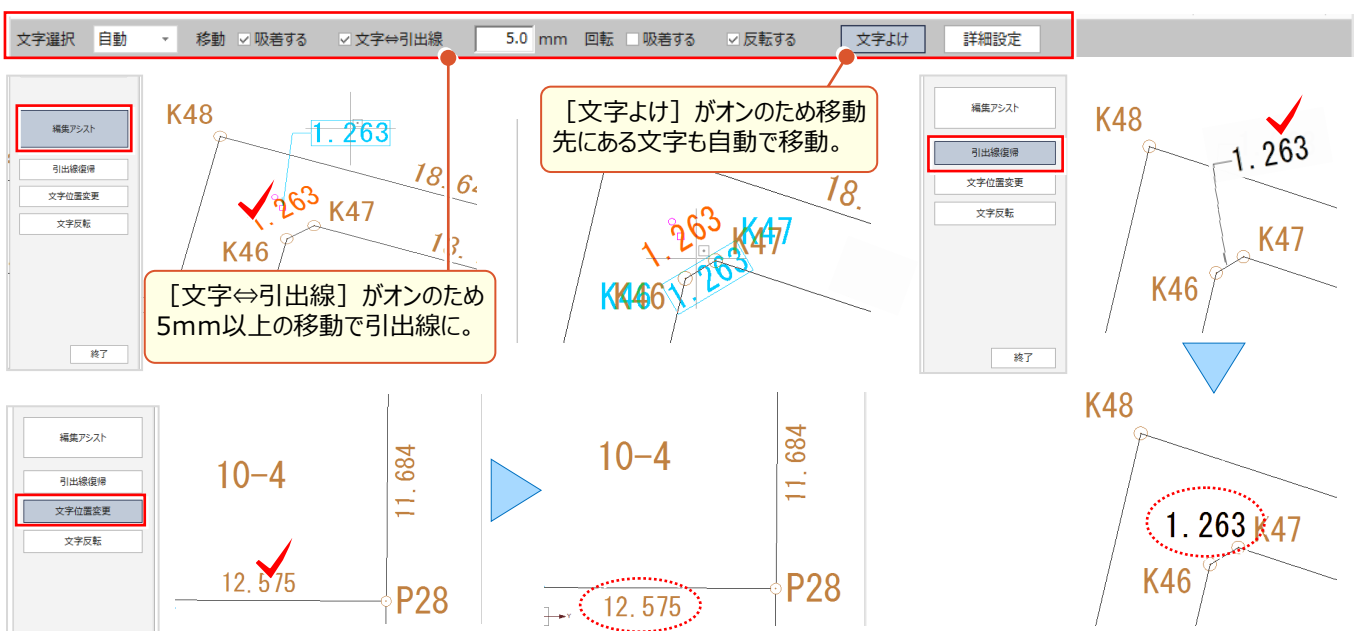 文字選択 自動 移動 吸着する 文字⇔引出線 5.0 mm 回転 吸着する 反転する 文字よけ 詳細設定
編集アシスト
引出線復帰
文字位置変更
文字反転
終了
K48
1.263
18.6
1.263
K47
K46
13.
［文字⇔引出線］がオンのため
5mm以上の移動で引出線に。
［文字よけ］がオンのため移動
先にある文字も自動で移動。
18.
1.263
K47
K47
K46
K46
1.263
編集アシスト
引出線復帰
文字位置変更
文字反転
終了
K48
1.263
K47
K46
K48
1.263
K47
K46
編集アシスト
引出線復帰
文字位置変更
文字反転
10-4
11.684
12.575
P28
10-4
11.684
12.575
P28